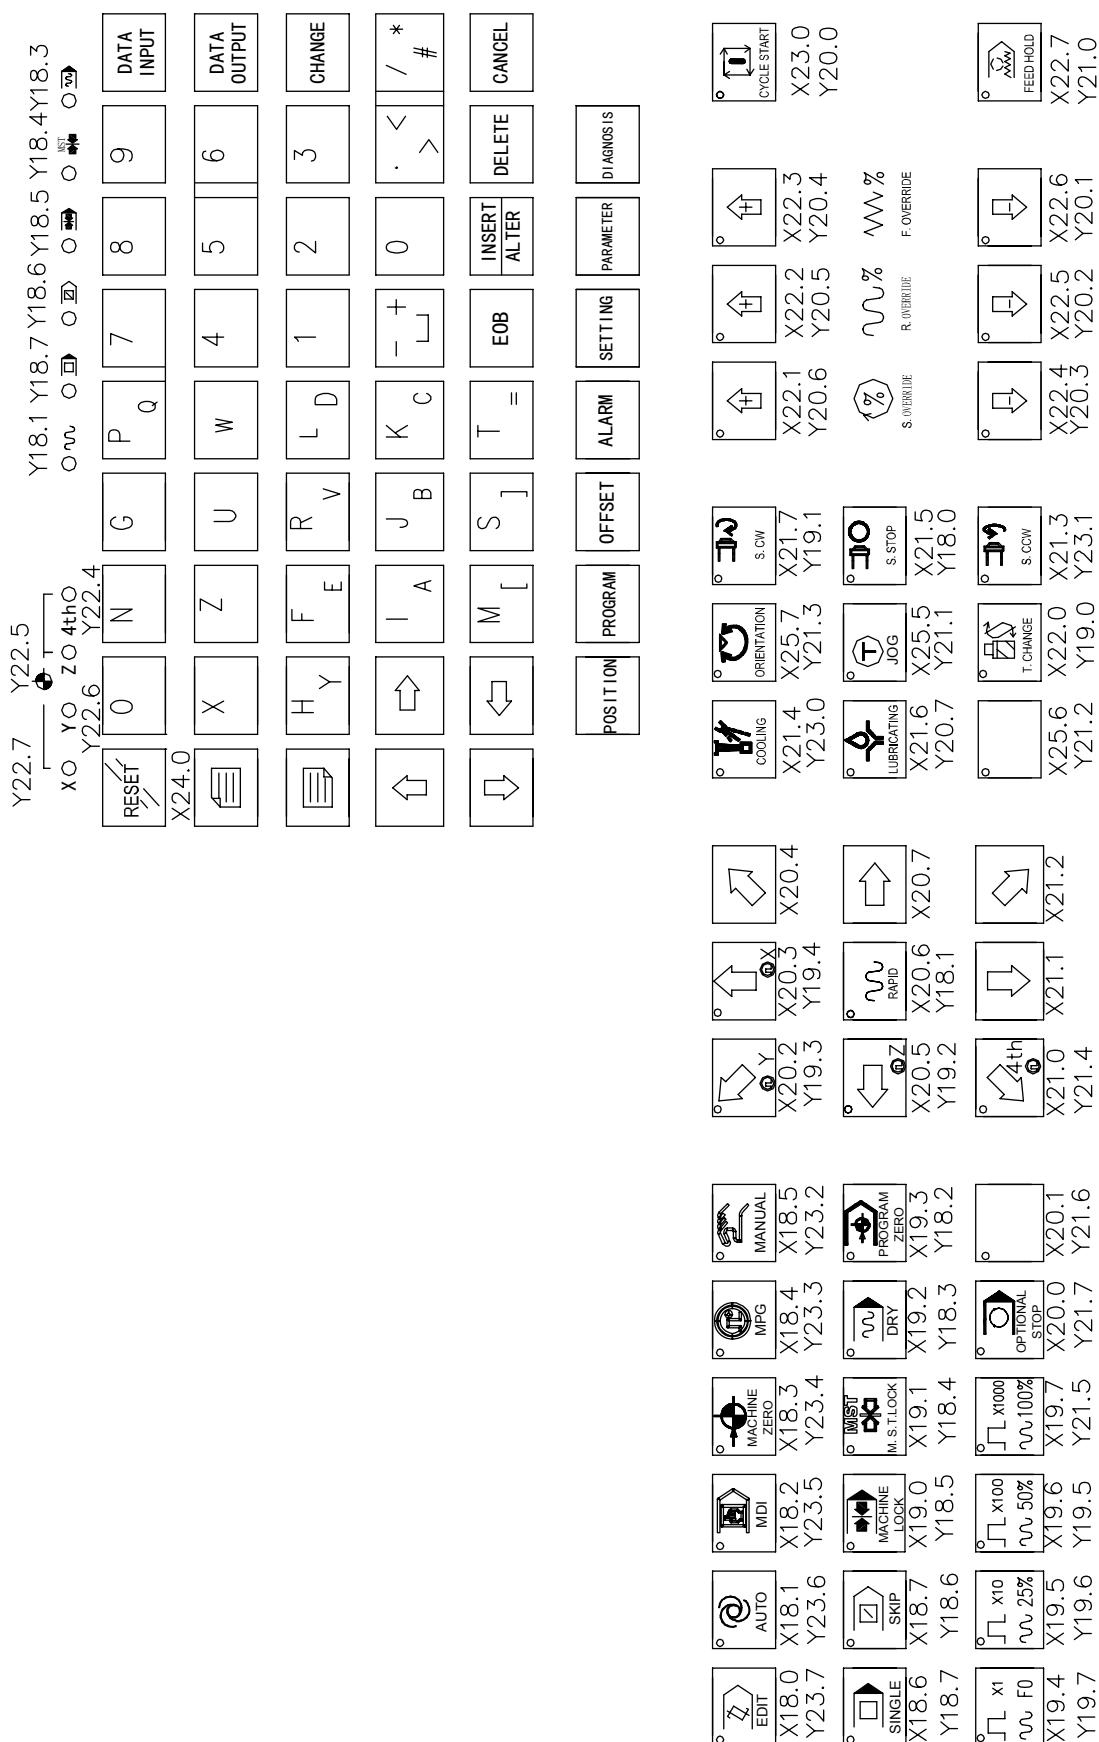 Y22.7 Y22.5
Y18.1 Y18.7 Y18.6 Y18.5 Y18.4 Y18.3
X Y Z 4th MST
Y22.6 Y22.4
RESET O N G P Q 7 8 9 DATA INPUT
X24.0
X Z U W 4 5 6 DATA OUTPUT
H Y F E R V L D 1 2 3 CHANGE
I A J B K C - + 0 . < > / * #
M [ S ] T = EOB INSERT ALTER DELETE CANCEL
POSITION PROGRAM OFFSET ALARM SETTING PARAMETER DIAGNOSIS
EDIT AUTO MDI MACHINE ZERO MPG MANUAL Y X COOLING ORIENTATION S. CW + + + CYCLE START
X18.0 X18.1 X18.2 X18.3 X18.4 X18.5 X20.2 X20.3 X20.4 X21.4 X25.7 X21.7 X22.1 X22.2 X22.3 X23.0
Y23.7 Y23.6 Y23.5 Y23.4 Y23.3 Y23.2 Y19.3 Y19.4 Y23.0 Y21.3 Y19.1 Y20.6 Y20.5 Y20.4 Y20.0
SINGLE SKIP MACHINE LOCK MST M. S.T.LOCK DRY PROGRAM ZERO Z RAPID LUBRICATING JOG S. STOP % % %
S. OVERRIDE R. OVERRIDE F. OVERRIDE
X18.6 X18.7 X19.0 X19.1 X19.2 X19.3 X20.5 X20.6 X20.7 X21.6 X25.5 X21.5
Y18.7 Y18.6 Y18.5 Y18.4 Y18.3 Y18.2 Y19.2 Y18.1 Y20.7 Y21.1 Y18.0
X1 F0 X10 25% X100 50% X1000 100% OPTIONAL STOP 4th T. CHANGE S. CCW - - - FEED HOLD
X19.4 X19.5 X19.6 X19.7 X20.0 X20.1 X21.0 X21.1 X21.2 X25.6 X22.0 X21.3 X22.4 X22.5 X22.6 X22.7
Y19.7 Y19.6 Y19.5 Y21.5 Y21.7 Y21.6 Y21.4 Y21.2 Y19.0 Y23.1 Y20.3 Y20.2 Y20.1 Y21.0